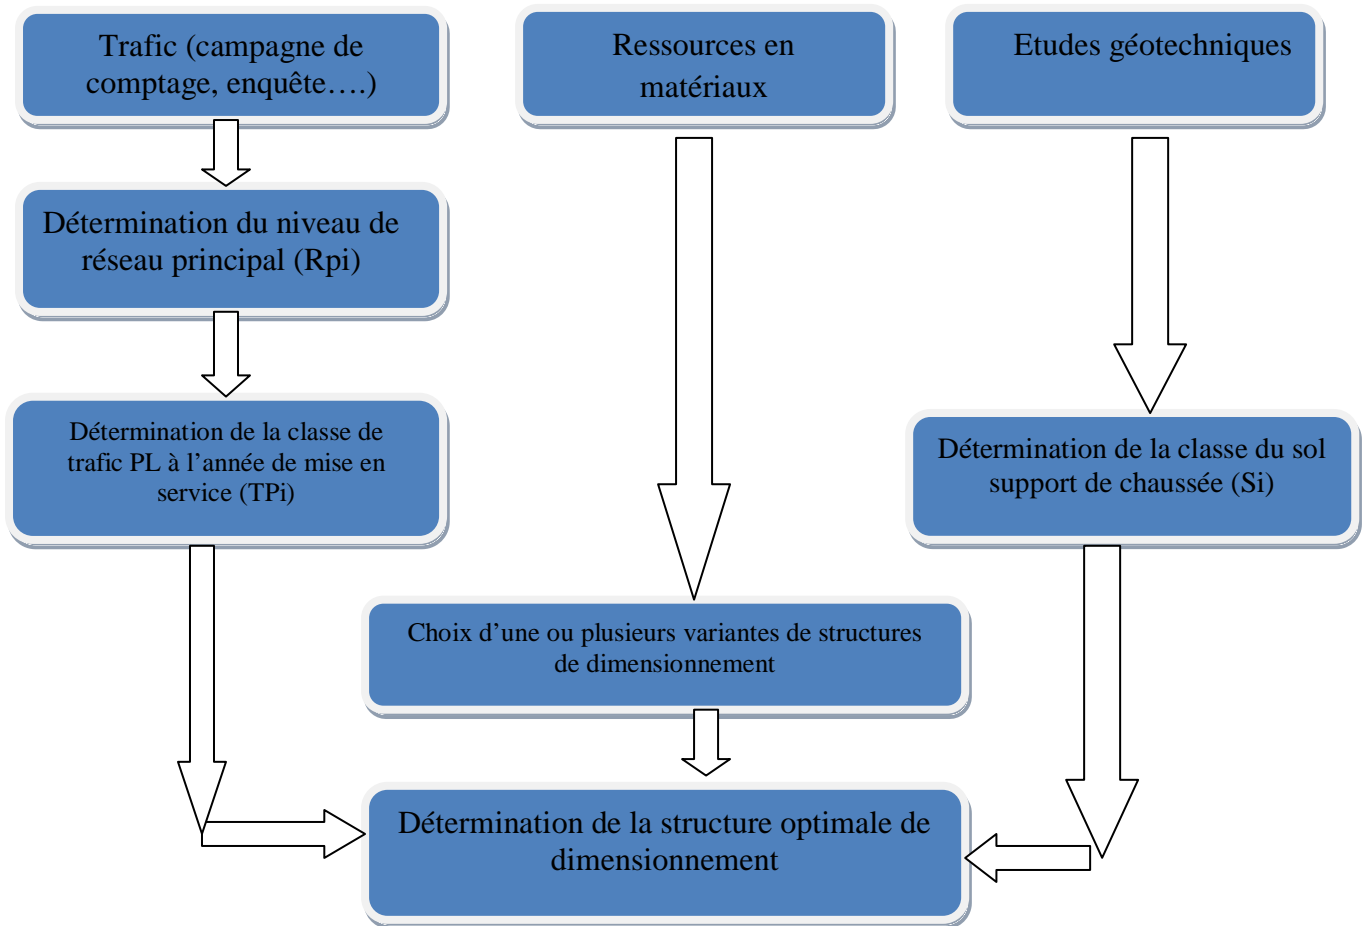 Trafic (campagne de
comptage, enquête….)
Ressources en
matériaux
Etudes géotechniques
Détermination du niveau de
réseau principal (Rpi)
Détermination de la classe de
trafic PL à l’année de mise en
service (TPi)
Détermination de la classe du sol
support de chaussée (Si)
Choix d’une ou plusieurs variantes de structures
de dimensionnement
Détermination de la structure optimale de
dimensionnement